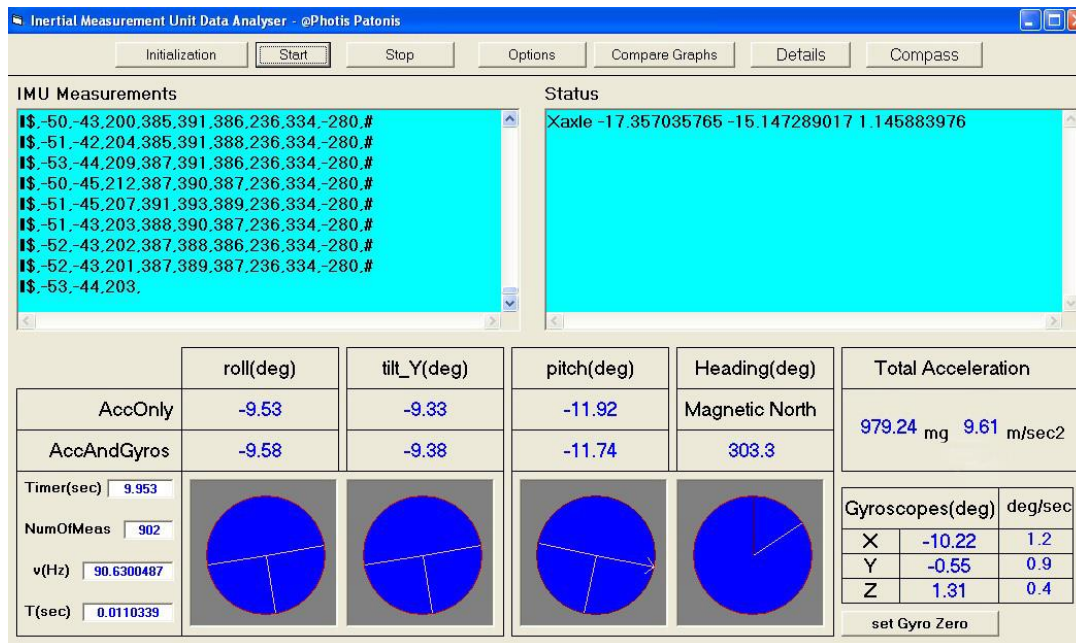 Inertial Measurement Unit Data Analyser - @Photis Patonis
Initialization Start Stop Options Compare Graphs Details Compass
IMU Measurements
I$,-50,-43,200,385,391,386,236,334,-280,#
I$,-51,-42,204,385,391,388,236,334,-280,#
I$,-53,-44,209,387,391,386,236,334,-280,#
I$,-50,-45,212,387,390,387,236,334,-280,#
I$,-51,-45,207,391,393,389,236,334,-280,#
I$,-51,-43,203,388,390,387,236,334,-280,#
I$,-52,-43,202,387,388,386,236,334,-280,#
I$,-52,-43,201,387,389,387,236,334,-280,#
I$,-53,-44,203,
Status
Xaxle -17.357035765 -15.147289017 1.145883976
roll(deg) tilt_Y(deg) pitch(deg) Heading(deg)
AccOnly -9.53 -9.33 -11.92 Magnetic North
AccAndGyros -9.58 -9.38 -11.74 303.3
Total Acceleration
979.24 mg 9.61 m/sec2
Timer(sec) 9.953
NumOfMeas 902
v(Hz) 90.6300487
T(sec) 0.0110339
Gyroscopes(deg) deg/sec
X -10.22 1.2
Y -0.55 0.9
Z 1.31 0.4
set Gyro Zero